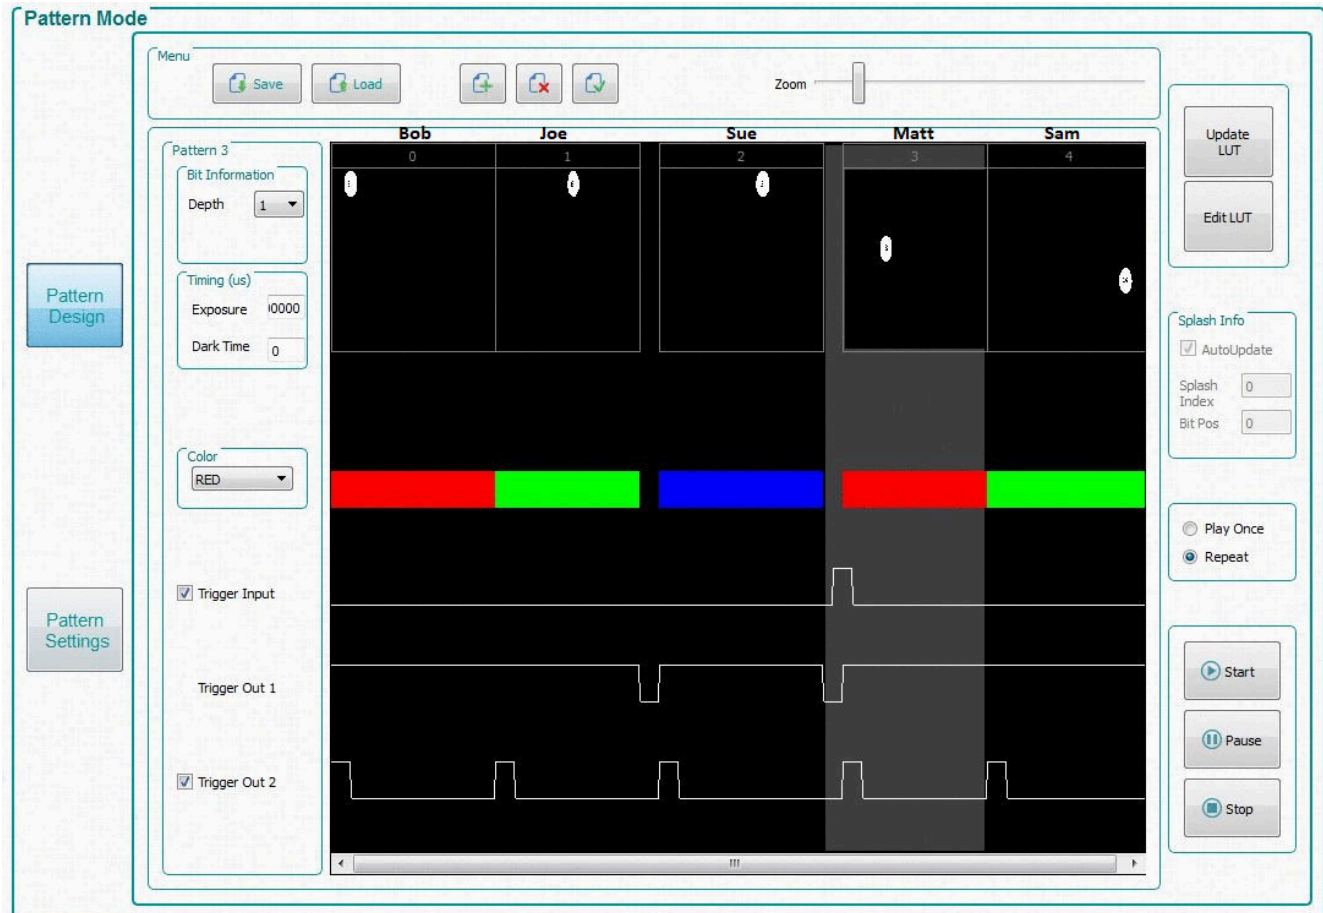 Pattern Mode
Menu
Save
Load
Zoom
Update
LUT
Edit LUT
Bob Joe Sue Matt Sam
0 1 2 3 4
Pattern 3
Bit Information
Depth 1
Timing (us)
Exposure
Dark Time 0
Color
RED
Trigger Input
Trigger Out 1
Trigger Out 2
Pattern
Design
Pattern
Settings
Splash Info
AutoUpdate
Splash
Index 0
Bit Pos 0
Play Once
Repeat
Start
Pause
Stop